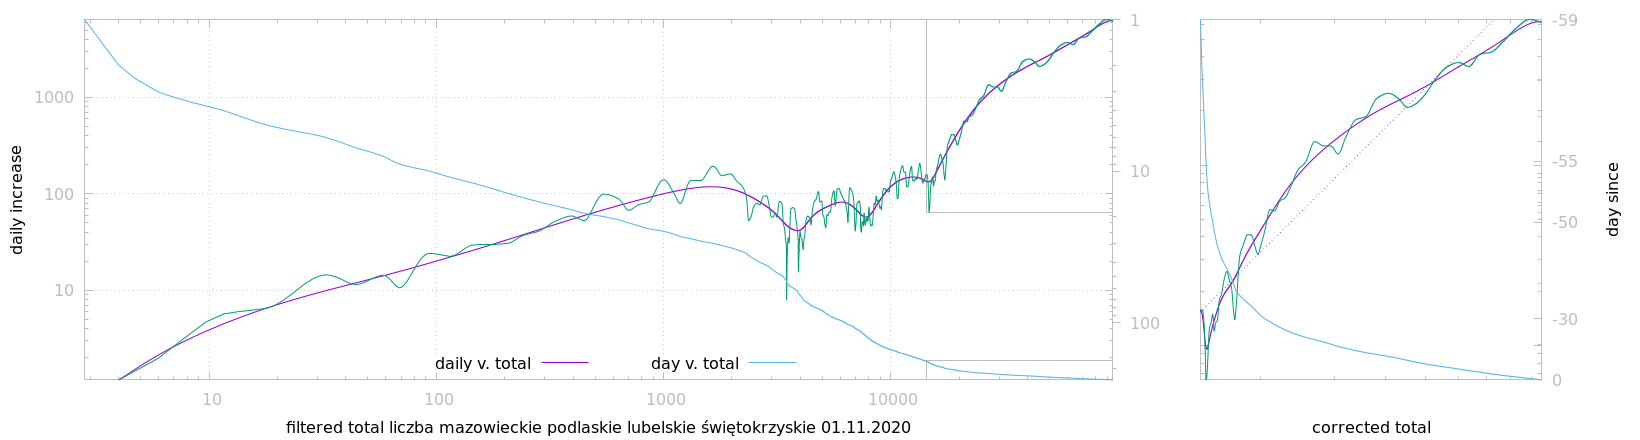 1
-59
1000
-55
daily increase
100
10
-50
day since
10
100
-30
daily v. total
day v. total
0
10
100
1000
10000
filtered total liczba mazowieckie podlaskie lubelskie świętokrzyskie 01.11.2020
corrected total